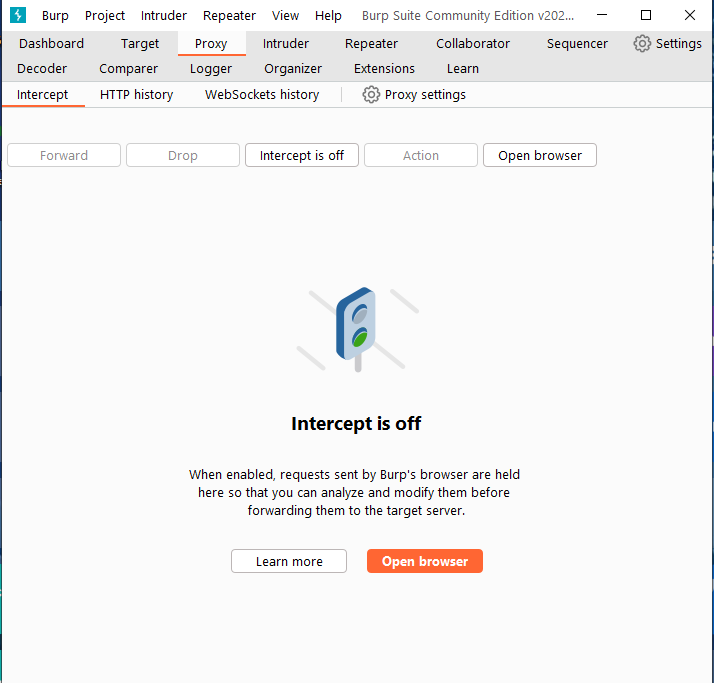 Burp Project Intruder Repeater View Help Burp Suite Community Edition v202...
Dashboard Target Proxy Intruder Repeater Collaborator Sequencer Settings
Decoder Comparer Logger Organizer Extensions Learn
Intercept HTTP history WebSockets history Proxy settings
Forward Drop Intercept is off Action Open browser
Intercept is off
When enabled, requests sent by Burp's browser are held
here so that you can analyze and modify them before
forwarding them to the target server.
Learn more Open browser